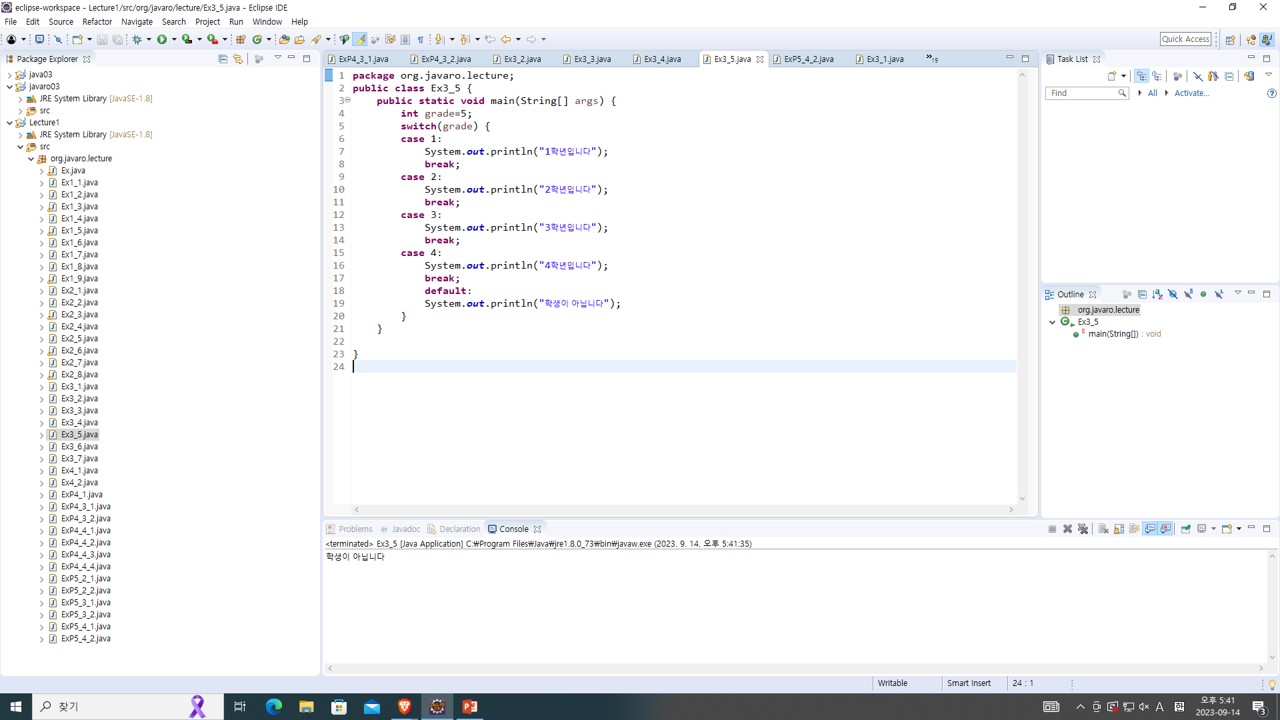 eclipse-workspace - Lecture1/src/org/javaro/lecture/Ex3_5.java - Eclipse IDE
File Edit Source Refactor Navigate Search Project Run Window Help
Quick Access
Package Explorer
java03
javaro03
JRE System Library [JavaSE-1.8]
src
Lecture1
JRE System Library [JavaSE-1.8]
src
org.javaro.lecture
Ex.java
Ex1_1.java
Ex1_2.java
Ex1_3.java
Ex1_4.java
Ex1_5.java
Ex1_6.java
Ex1_7.java
Ex1_8.java
Ex1_9.java
Ex2_1.java
Ex2_2.java
Ex2_3.java
Ex2_4.java
Ex2_5.java
Ex2_6.java
Ex2_7.java
Ex2_8.java
Ex3_1.java
Ex3_2.java
Ex3_3.java
Ex3_4.java
Ex3_5.java
Ex3_6.java
Ex3_7.java
Ex4_1.java
Ex4_2.java
ExP4_1.java
ExP4_3_1.java
ExP4_3_2.java
ExP4_4_1.java
ExP4_4_2.java
ExP4_4_3.java
ExP4_4_4.java
ExP5_2_1.java
ExP5_2_2.java
ExP5_3_1.java
ExP5_3_2.java
ExP5_4_1.java
ExP5_4_2.java
ExP4_3_1.java ExP4_3_2.java Ex3_2.java Ex3_3.java Ex3_4.java Ex3_5.java ExP5_4_2.java Ex3_1.java »19
1 package org.javaro.lecture;
2 public class Ex3_5 {
3 public static void main(String[] args) {
4 int grade=5;
5 switch(grade) {
6 case 1:
7 System.out.println("1학년입니다");
8 break;
9 case 2:
10 System.out.println("2학년입니다");
11 break;
12 case 3:
13 System.out.println("3학년입니다");
14 break;
15 case 4:
16 System.out.println("4학년입니다");
17 break;
18 default:
19 System.out.println("학생이 아닙니다");
20 }
21 }
22
23 }
24
Task List
Find All Activate...
Outline
org.javaro.lecture
Ex3_5
main(String[]) : void
Problems Javadoc Declaration Console
<terminated> Ex3_5 [Java Application] C:₩Program Files₩Java₩jre1.8.0_73₩bin₩javaw.exe (2023. 9. 14. 오후 5:41:35)
학생이 아닙니다
Writable Smart Insert 24 : 1
찾기
A
오후 5:41
2023-09-14
3